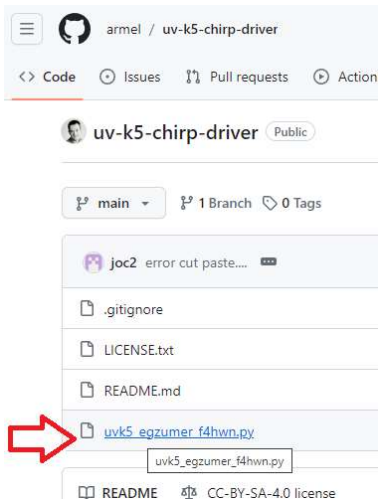 armel / uv-k5-chirp-driver
<> Code Issues Pull requests Action
uv-k5-chirp-driver Public
main 1 Branch 0 Tags
joc2 error cut paste....
.gitignore
LICENSE.txt
README.md
uvk5_egzumer_f4hwn.py
uvk5_egzumer_f4hwn.py
README CC-BY-SA-4.0 license